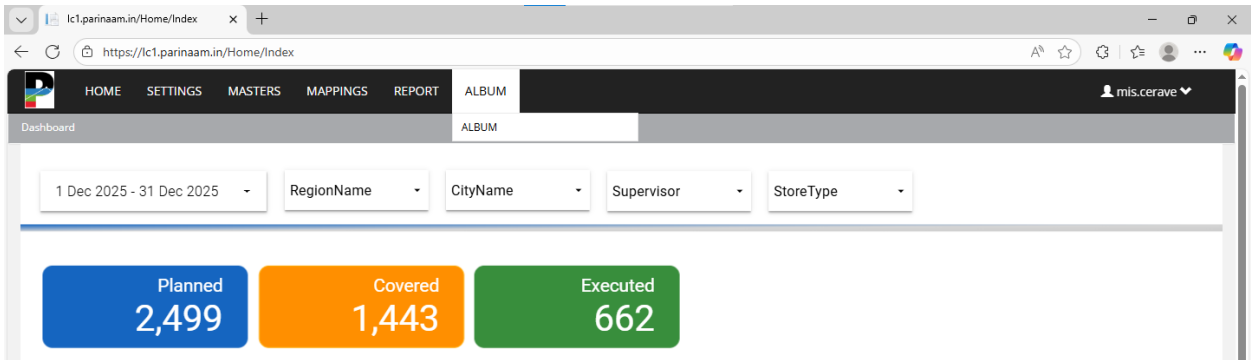 lc1.parinaam.in/Home/Index
https://lc1.parinaam.in/Home/Index
P HOME SETTINGS MASTERS MAPPINGS REPORT ALBUM mis.cerave
Dashboard ALBUM
1 Dec 2025 - 31 Dec 2025 RegionName CityName Supervisor StoreType
Planned Covered Executed
2,499 1,443 662